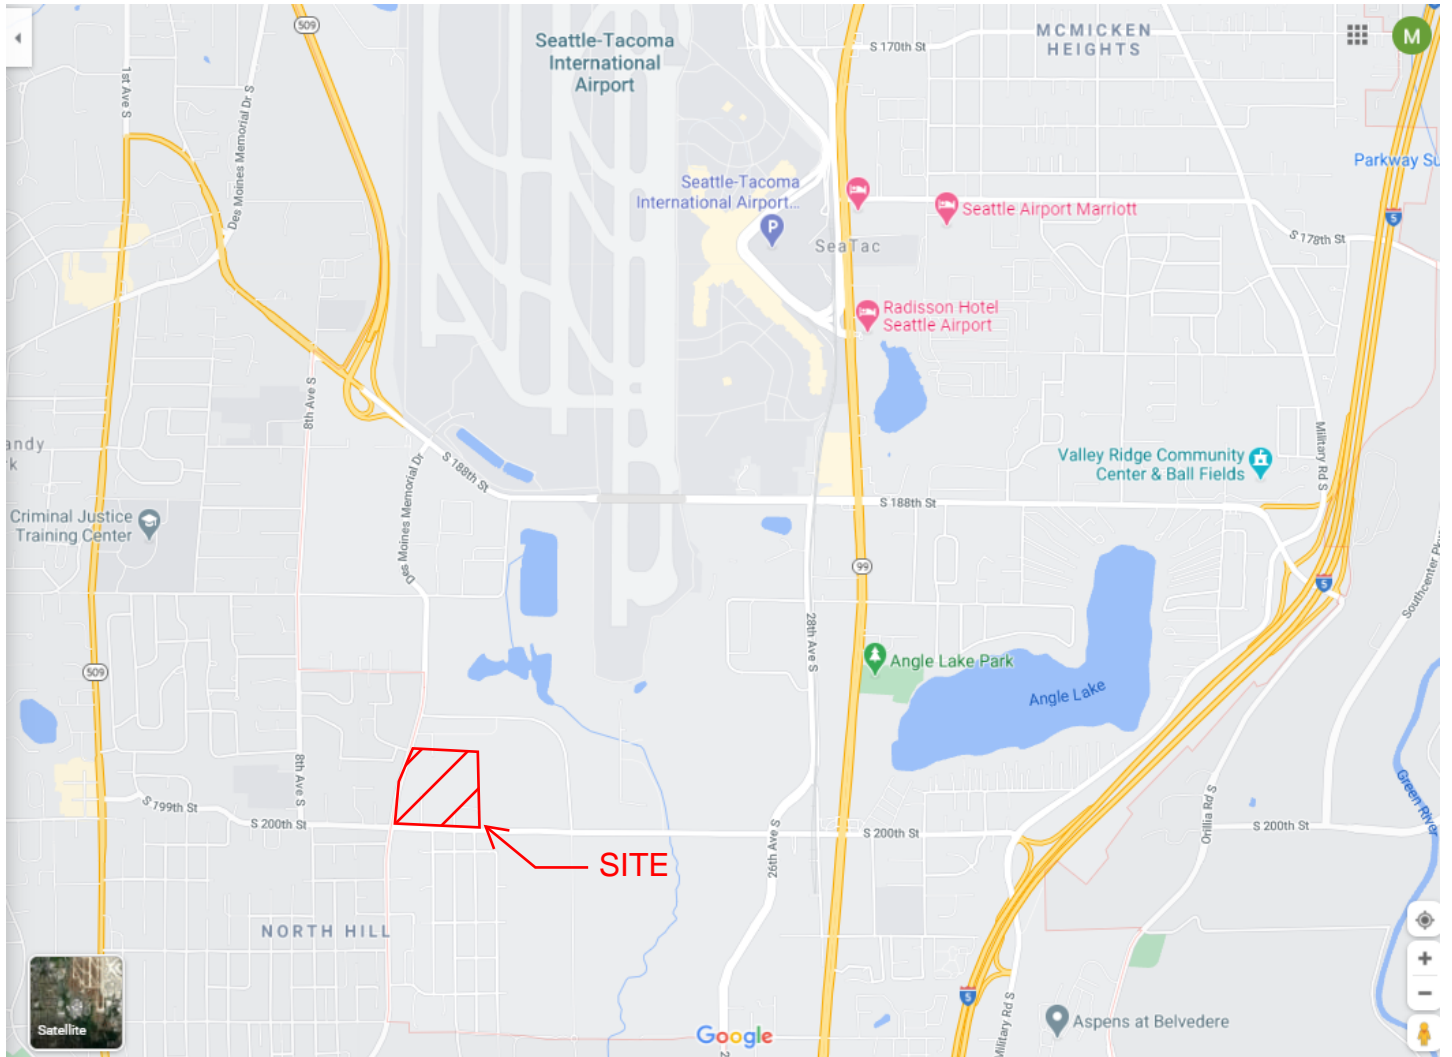 509
Seattle-Tacoma
International
Airport
S 170th St
MCMICKEN
HEIGHTS
M
1st Ave S
Des Moines Memorial Dr S
Seattle-Tacoma
International Airport...
P
SeaTac
Seattle Airport Marriott
Parkway Su
5
S 178th St
Radisson Hotel
Seattle Airport
8th Ave S
andy
k
S 188th St
Des Moines Memorial Dr
Valley Ridge Community
Center & Ball Fields
Military Rd S
S 188th St
Criminal Justice
Training Center
99
5
Southcenter Pkw
28th Ave S
Angle Lake Park
Angle Lake
509
8th Ave S
S 199th St
S 200th St
SITE
26th Ave S
S 200th St
Orillia Rd S
S 200th St
Green River
NORTH HILL
Satellite
5
Military Rd S
Aspens at Belvedere
Google
2